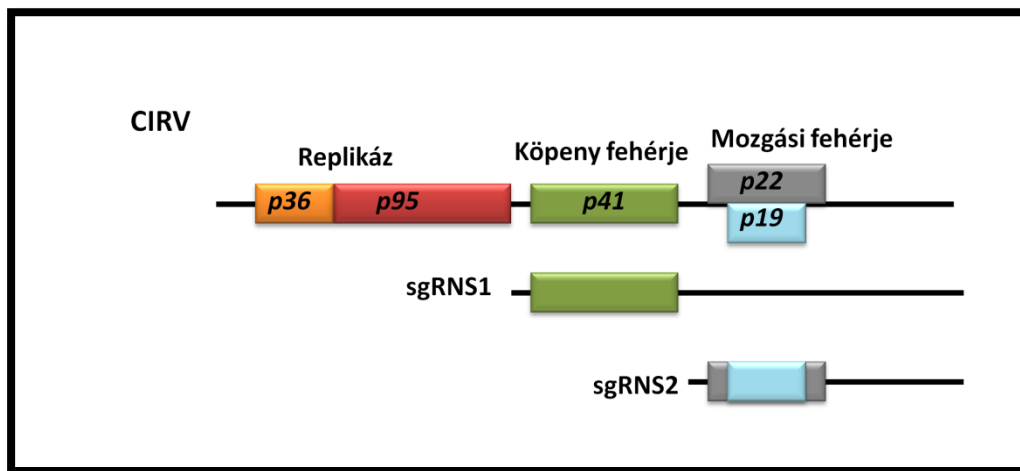 CIRV
Replikáz
Köpeny fehérje
Mozgási fehérje
p36
p95
p41
p22
p19
sgRNS1
sgRNS2